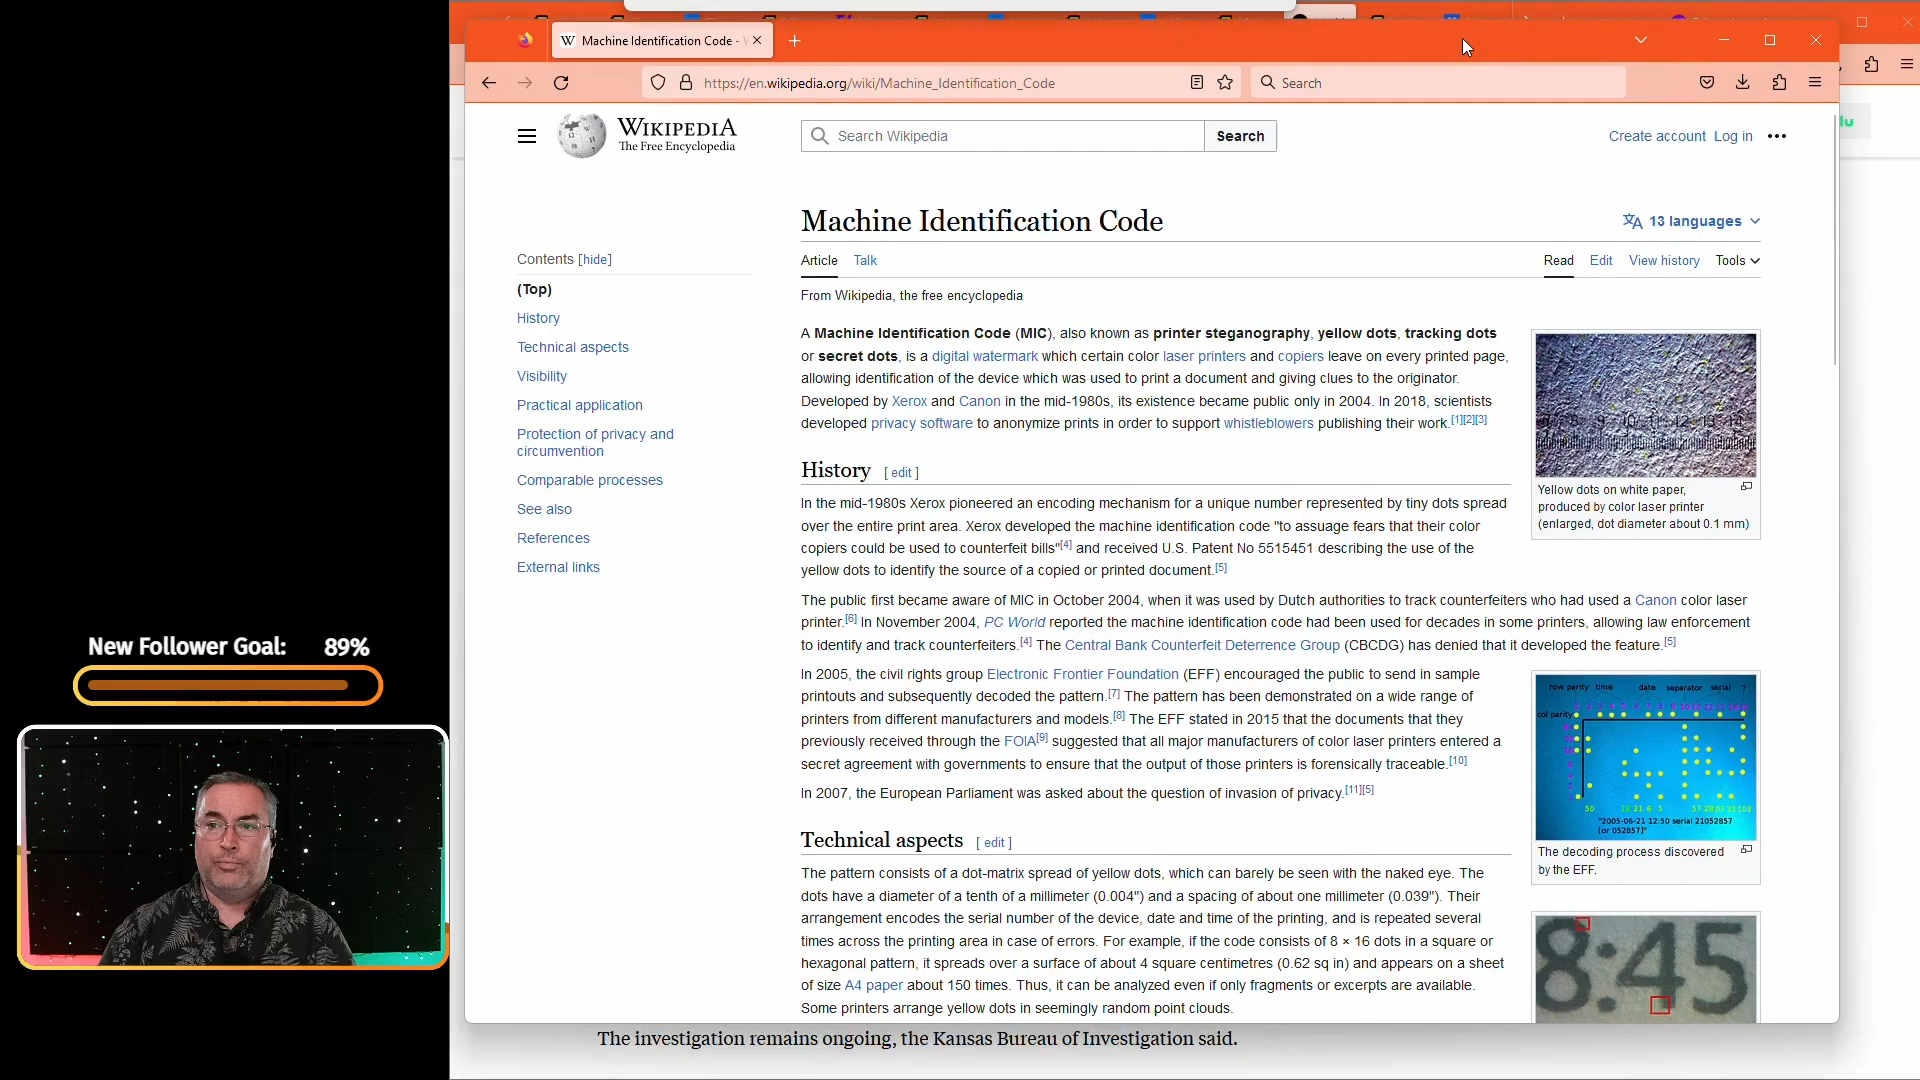 Machine Identification Code -
https://en.wikipedia.org/wiki/Machine_Identification_Code
Search
WIKIPEDIA
The Free Encyclopedia
Search Wikipedia
Search
Create account Log in
Machine Identification Code
13 languages
Article Talk
Read Edit View history Tools
From Wikipedia, the free encyclopedia
Contents [hide]
(Top)
History
Technical aspects
Visibility
Practical application
Protection of privacy and
circumvention
Comparable processes
See also
References
External links
A Machine Identification Code (MIC), also known as printer steganography, yellow dots, tracking dots
or secret dots, is a digital watermark which certain color laser printers and copiers leave on every printed page,
allowing identification of the device which was used to print a document and giving clues to the originator.
Developed by Xerox and Canon in the mid-1980s, its existence became public only in 2004. In 2018, scientists
developed privacy software to anonymize prints in order to support whistleblowers publishing their work.[1][2][3]
Yellow dots on white paper,
produced by color laser printer
(enlarged, dot diameter about 0.1 mm)
History [ edit ]
In the mid-1980s Xerox pioneered an encoding mechanism for a unique number represented by tiny dots spread
over the entire print area. Xerox developed the machine identification code "to assuage fears that their color
copiers could be used to counterfeit bills"[4] and received U.S. Patent No 5515451 describing the use of the
yellow dots to identify the source of a copied or printed document.[5]
The public first became aware of MIC in October 2004, when it was used by Dutch authorities to track counterfeiters who had used a Canon color laser
printer.[6] In November 2004, PC World reported the machine identification code had been used for decades in some printers, allowing law enforcement
to identify and track counterfeiters.[4] The Central Bank Counterfeit Deterrence Group (CBCDG) has denied that it developed the feature.[5]
In 2005, the civil rights group Electronic Frontier Foundation (EFF) encouraged the public to send in sample
printouts and subsequently decoded the pattern.[7] The pattern has been demonstrated on a wide range of
printers from different manufacturers and models.[8] The EFF stated in 2015 that the documents that they
previously received through the FOIA[9] suggested that all major manufacturers of color laser printers entered a
secret agreement with governments to ensure that the output of those printers is forensically traceable.[10]
In 2007, the European Parliament was asked about the question of invasion of privacy.[11][5]
row parity time date separator serial ?
col parity
"2005-06-21 12:50 serial 21052857
[or 052857]"
The decoding process discovered
by the EFF.
Technical aspects [ edit ]
The pattern consists of a dot-matrix spread of yellow dots, which can barely be seen with the naked eye. The
dots have a diameter of a tenth of a millimeter (0.004") and a spacing of about one millimeter (0.039"). Their
arrangement encodes the serial number of the device, date and time of the printing, and is repeated several
times across the printing area in case of errors. For example, if the code consists of 8 × 16 dots in a square or
hexagonal pattern, it spreads over a surface of about 4 square centimetres (0.62 sq in) and appears on a sheet
of size A4 paper about 150 times. Thus, it can be analyzed even if only fragments or excerpts are available.
Some printers arrange yellow dots in seemingly random point clouds.
8:45
The investigation remains ongoing, the Kansas Bureau of Investigation said.
New Follower Goal: 89%